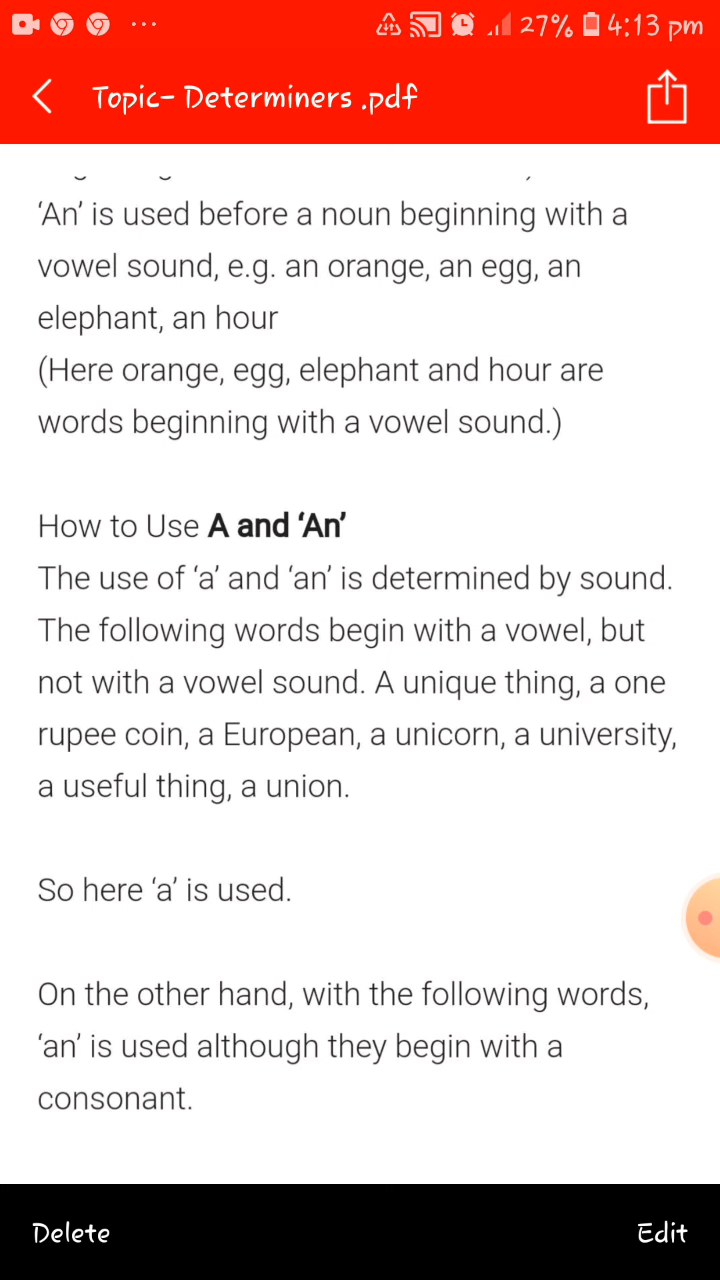 ... 27% 4:13 pm
Topic- Determiners .pdf
‘An’ is used before a noun beginning with a
vowel sound, e.g. an orange, an egg, an
elephant, an hour
(Here orange, egg, elephant and hour are
words beginning with a vowel sound.)
How to Use A and ‘An’
The use of ‘a’ and ‘an’ is determined by sound.
The following words begin with a vowel, but
not with a vowel sound. A unique thing, a one
rupee coin, a European, a unicorn, a university,
a useful thing, a union.
So here ‘a’ is used.
On the other hand, with the following words,
‘an’ is used although they begin with a
consonant.
Delete Edit